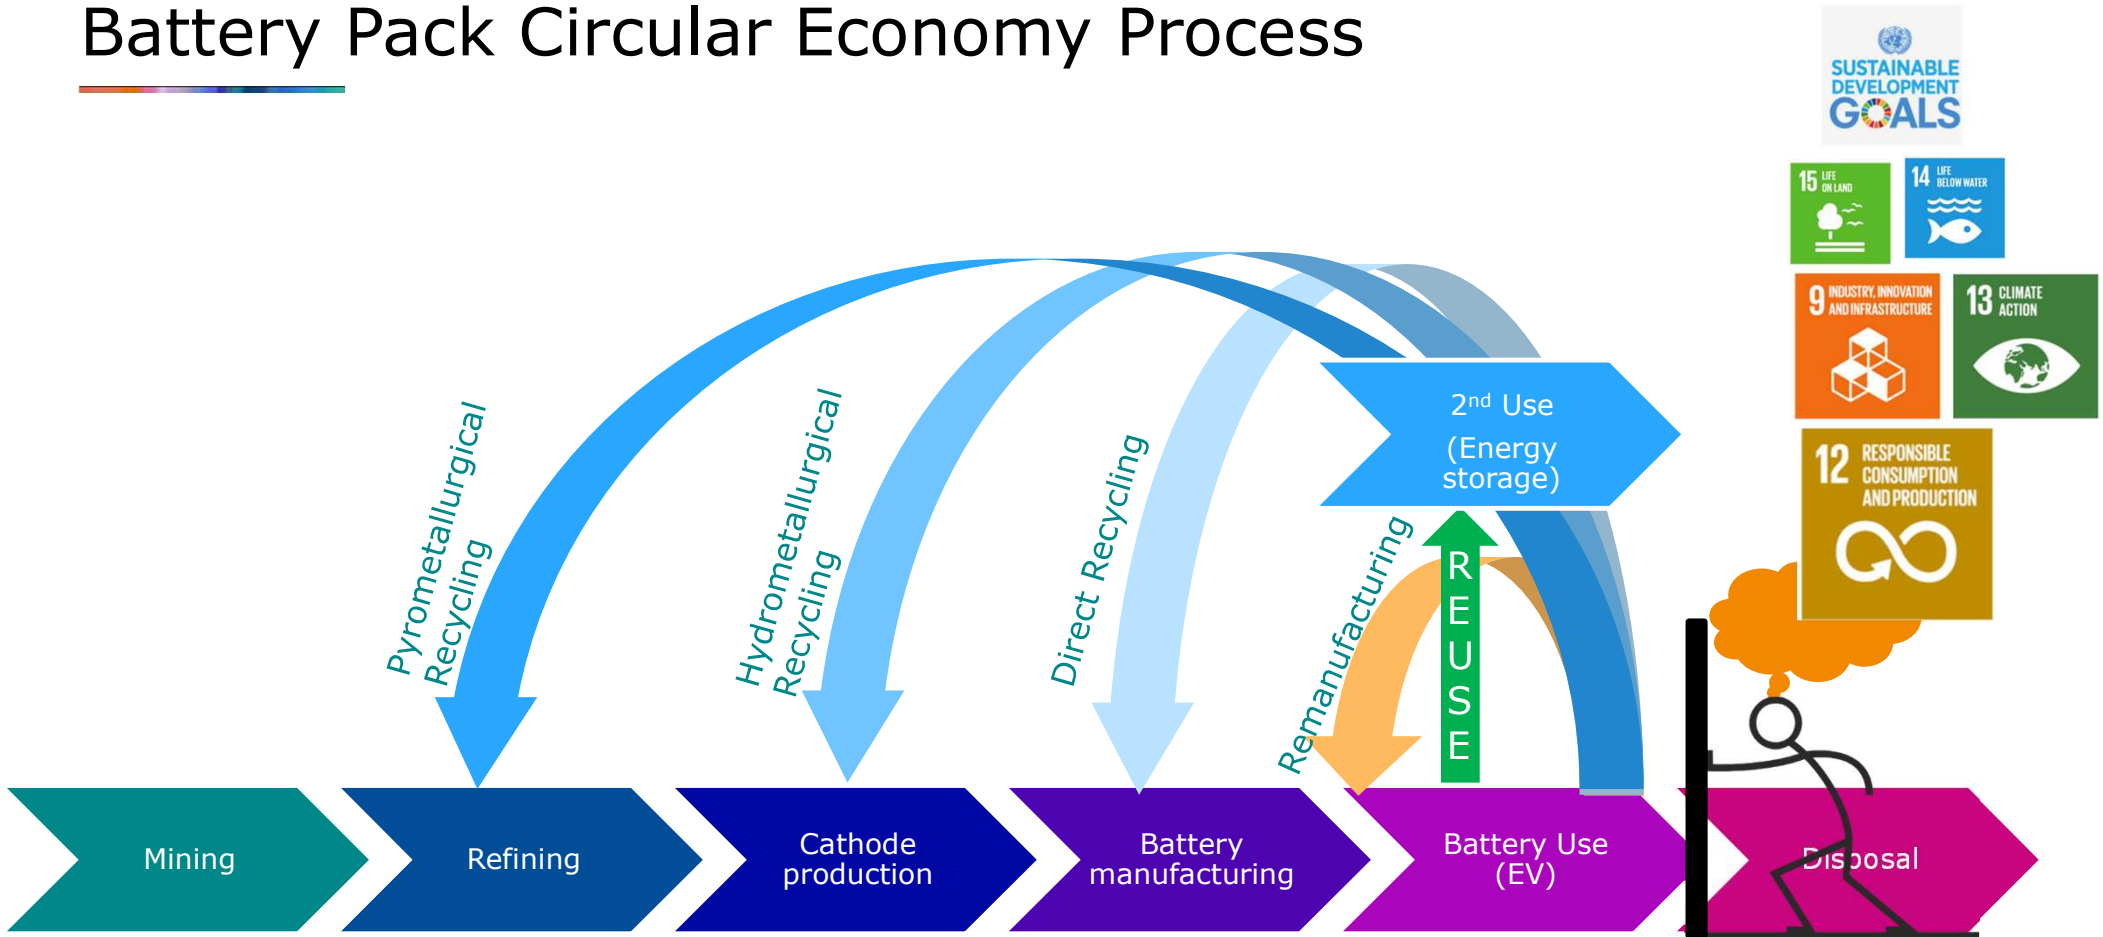 Battery Pack Circular Economy Process
SUSTAINABLE
DEVELOPMENT
GOALS
15 LIFE
ON LAND
14 LIFE
BELOW WATER
9 INDUSTRY, INNOVATION
AND INFRASTRUCTURE
13 CLIMATE
ACTION
12 RESPONSIBLE
CONSUMPTION
AND PRODUCTION
Pyrometallurgical
Recycling
Hydrometallurgical
Recycling
Direct Recycling
Remanufacturing
2nd Use
(Energy
storage)
REUSE
Mining
Refining
Cathode
production
Battery
manufacturing
Battery Use
(EV)
Disposal